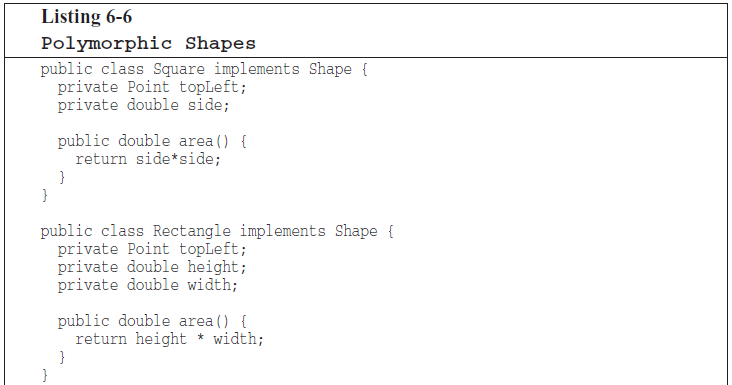 Listing 6-6
Polymorphic Shapes
public class Square implements Shape {
  private Point topLeft;
  private double side;

  public double area() {
    return side*side;
  }
}

public class Rectangle implements Shape {
  private Point topLeft;
  private double height;
  private double width;

  public double area() {
    return height * width;
  }
}